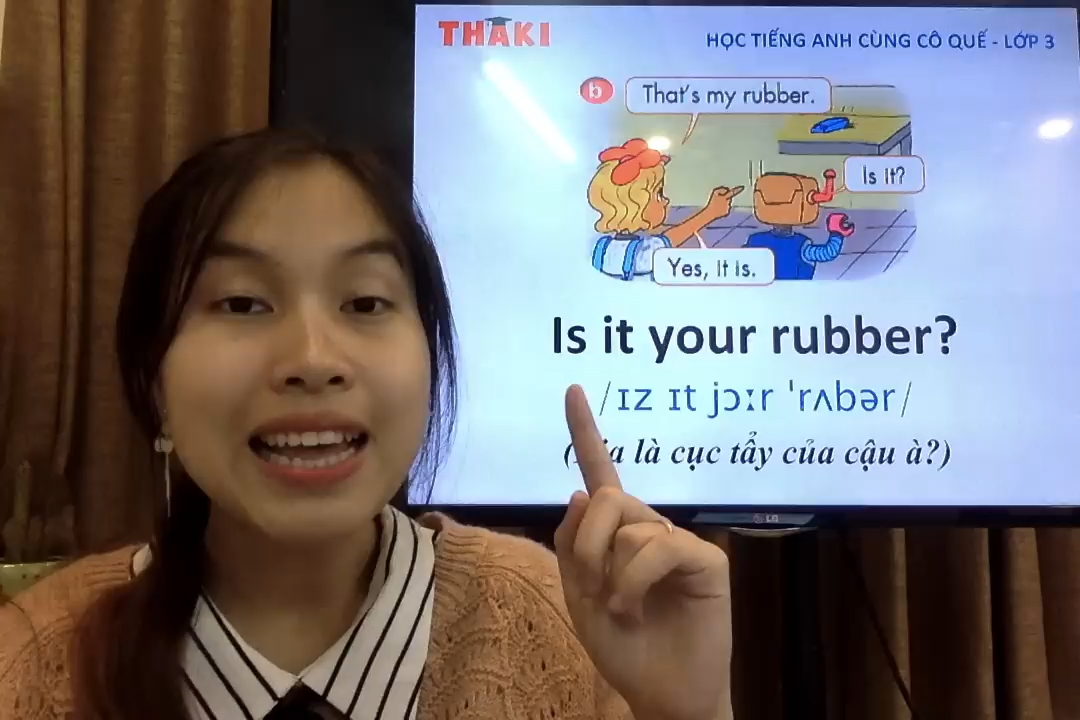 THAKI
HỌC TIẾNG ANH CÙNG CÔ QUẾ - LỚP 3
b
That's my rubber.
Is it?
Yes, it is.
Is it your rubber?
/ɪz ɪt jɔːr ˈrʌbər/
là cục tẩy của cậu à?)
LG